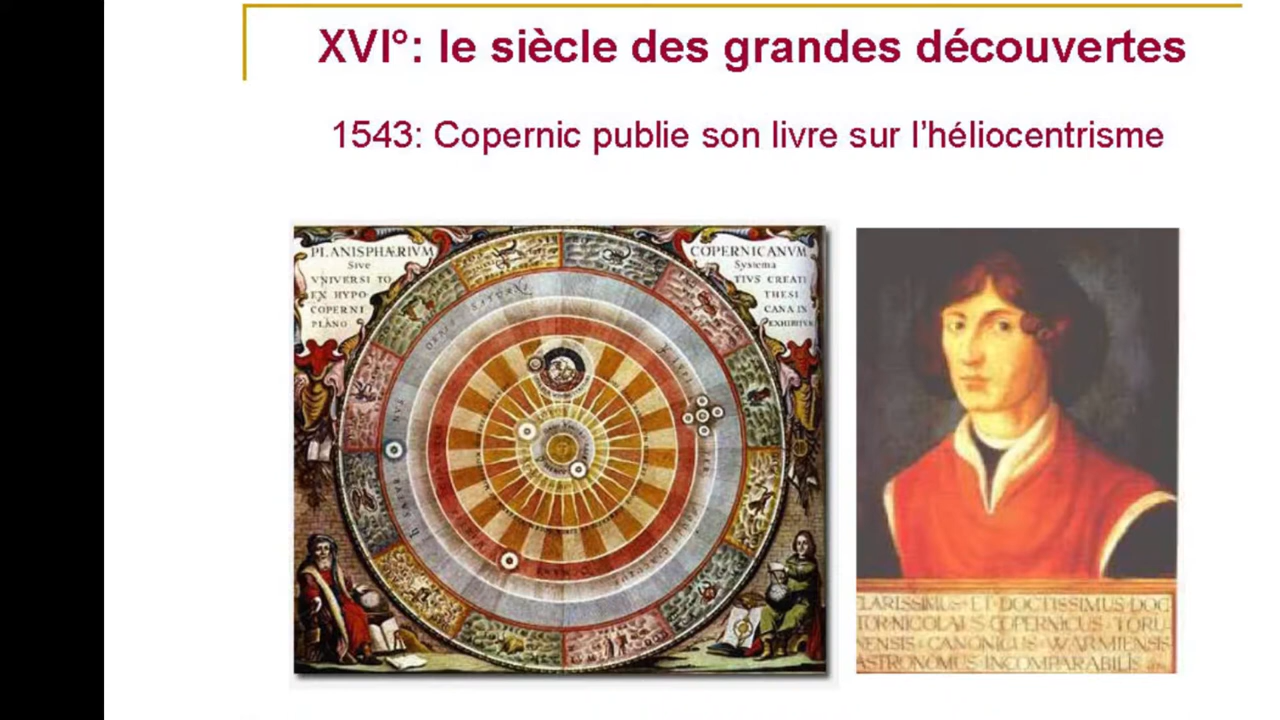 XVI°: le siècle des grandes découvertes
1543: Copernic publie son livre sur l'héliocentrisme
PLANISPHÆRIVM
Sive
VNIVERSI TO
EX HYPO-
COPERNI
PLANO
COPERNICANVM
Systema
TIVS CREATI
THESI
CANA IN
EXHIBITVM
CLARISSIMUS · ET · DOCTISSIMUS · DOC
TOR · NICOLAUS · COPERNICUS · TORU-
NENSIS · CANONICUS · WARMIENSIS
ASTRONOMUS · INCOMPARABILIS